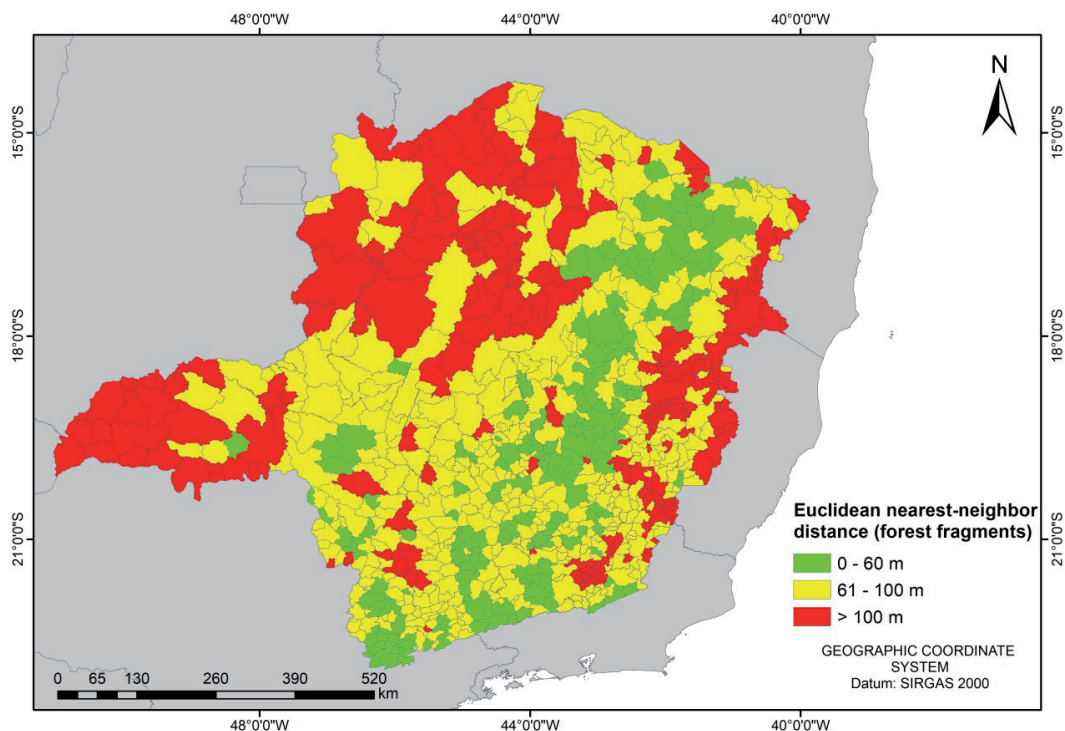 48°0'0"W 44°0'0"W 40°0'0"W
N
15°0'0"S 15°0'0"S
18°0'0"S 18°0'0"S
21°0'0"S 21°0'0"S
Euclidean nearest-neighbor
distance (forest fragments)
0 - 60 m
61 - 100 m
> 100 m
GEOGRAPHIC COORDINATE
SYSTEM
Datum: SIRGAS 2000
0 65 130 260 390 520
km
48°0'0"W 44°0'0"W 40°0'0"W